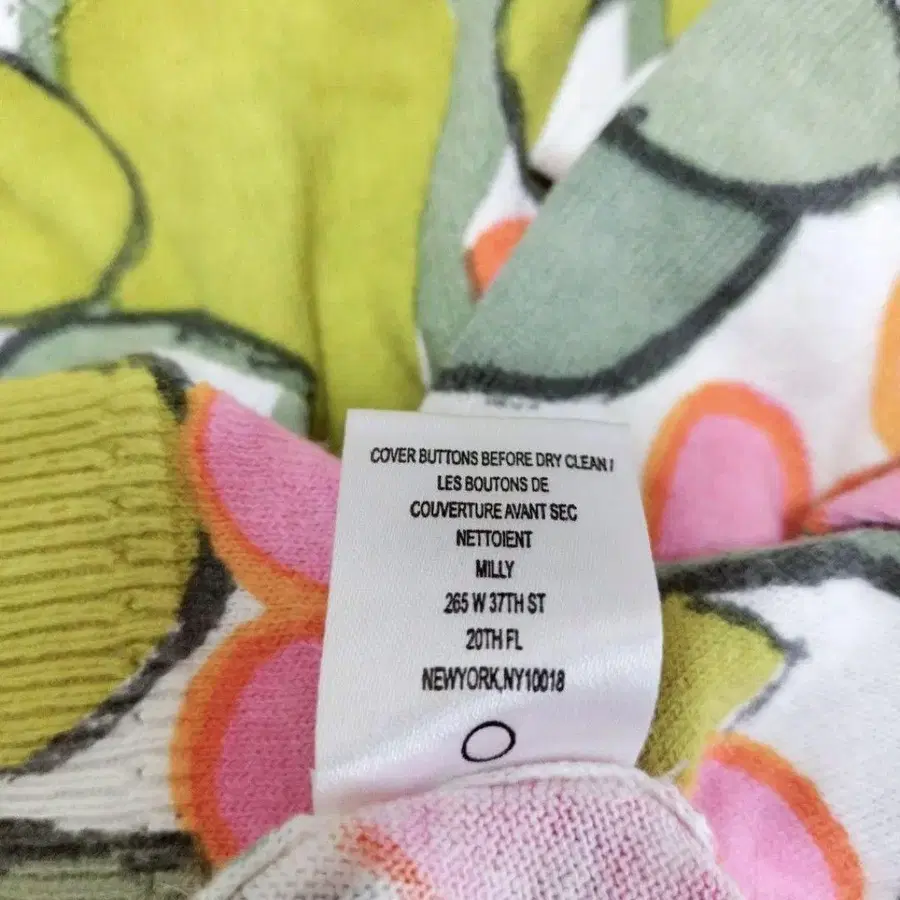 COVER BUTTONS BEFORE DRY CLEAN!
LES BOUTONS DE
COUVERTURE AVANT SEC
NETTOIENT
MILLY
265 W 37TH ST
20TH FL
NEWYORK,NY10018